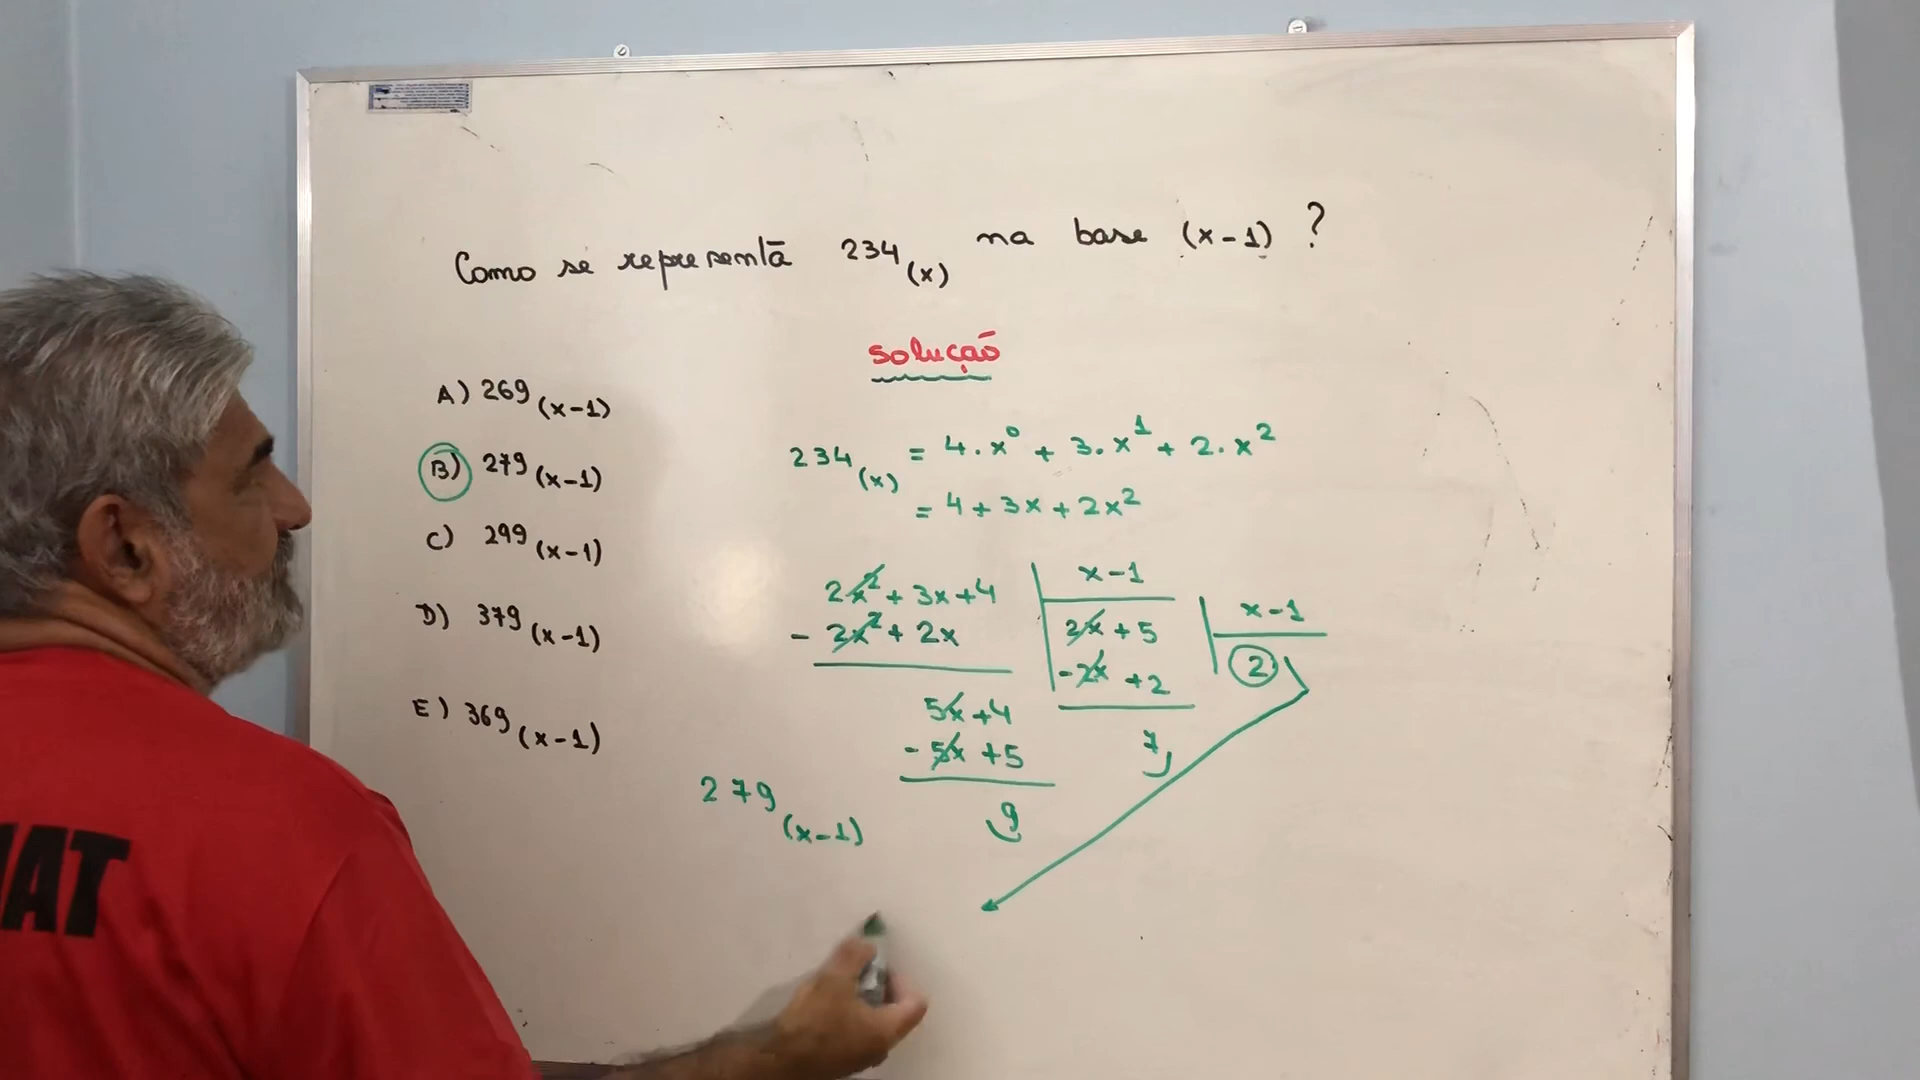 Como se representā 234(x) na base (x-1) ?
solução
A) 269(x-1)
B) 279(x-1)
C) 299(x-1)
D) 379(x-1)
E) 369(x-1)
234(x) = 4.x⁰ + 3.x¹ + 2.x²
= 4+3x+2x²
2x²+3x+4 x-1
- 2x²+2x 2x+5 x-1
-2x +2 2
5x+4 7
- 5x+5
9
279(x-1)
AT